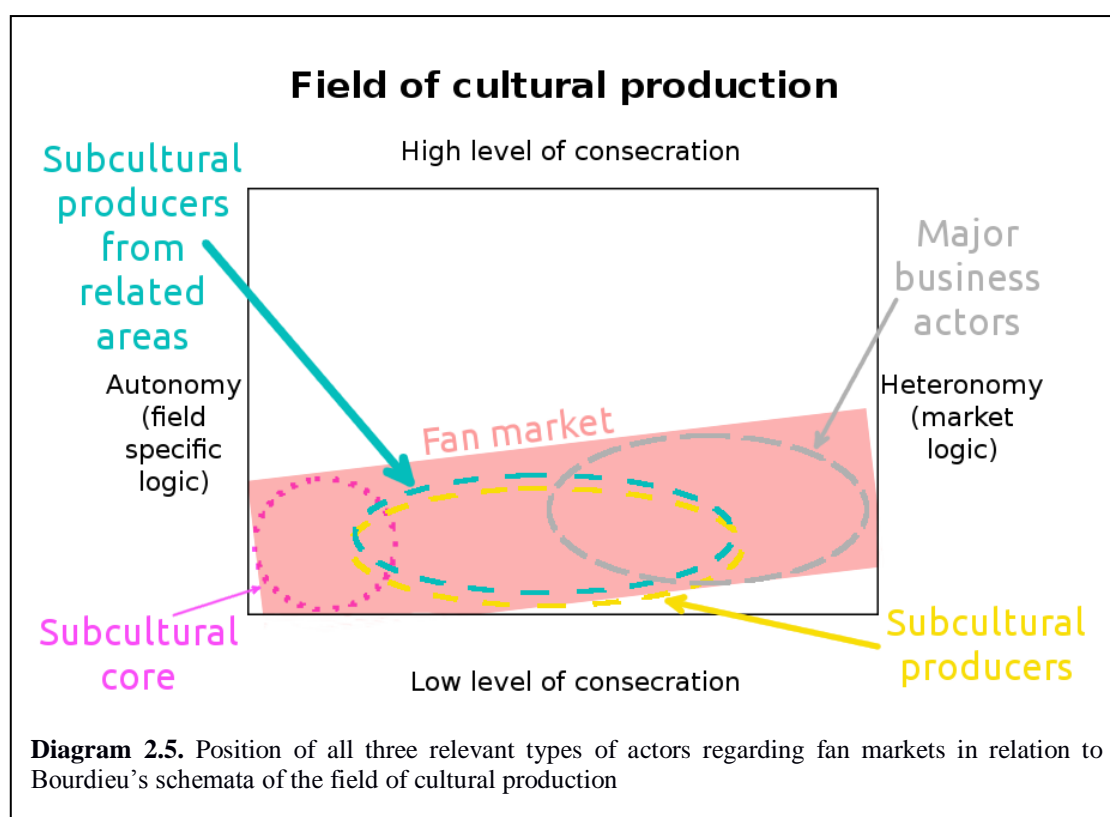 Field of cultural production
High level of consecration
Subcultural
producers
from
related
areas
Major
business
actors
Autonomy
(field
specific
logic)
Heteronomy
(market
logic)
Fan market
Subcultural
core
Subcultural
producers
Low level of consecration
Diagram 2.5. Position of all three relevant types of actors regarding fan markets in relation to
Bourdieu’s schemata of the field of cultural production